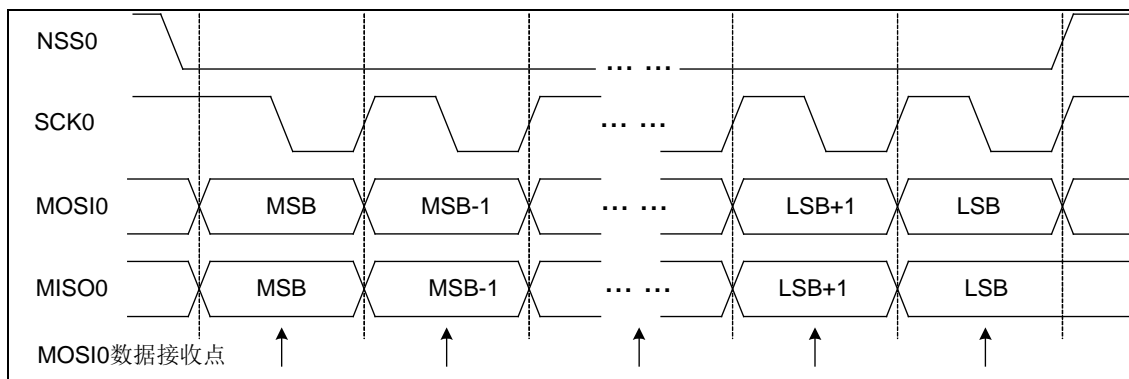 NSS0
... ...
SCK0
... ...
MOSI0 MSB MSB-1 ... ... LSB+1 LSB
MISO0 MSB MSB-1 ... ... LSB+1 LSB
MOSI0数据接收点